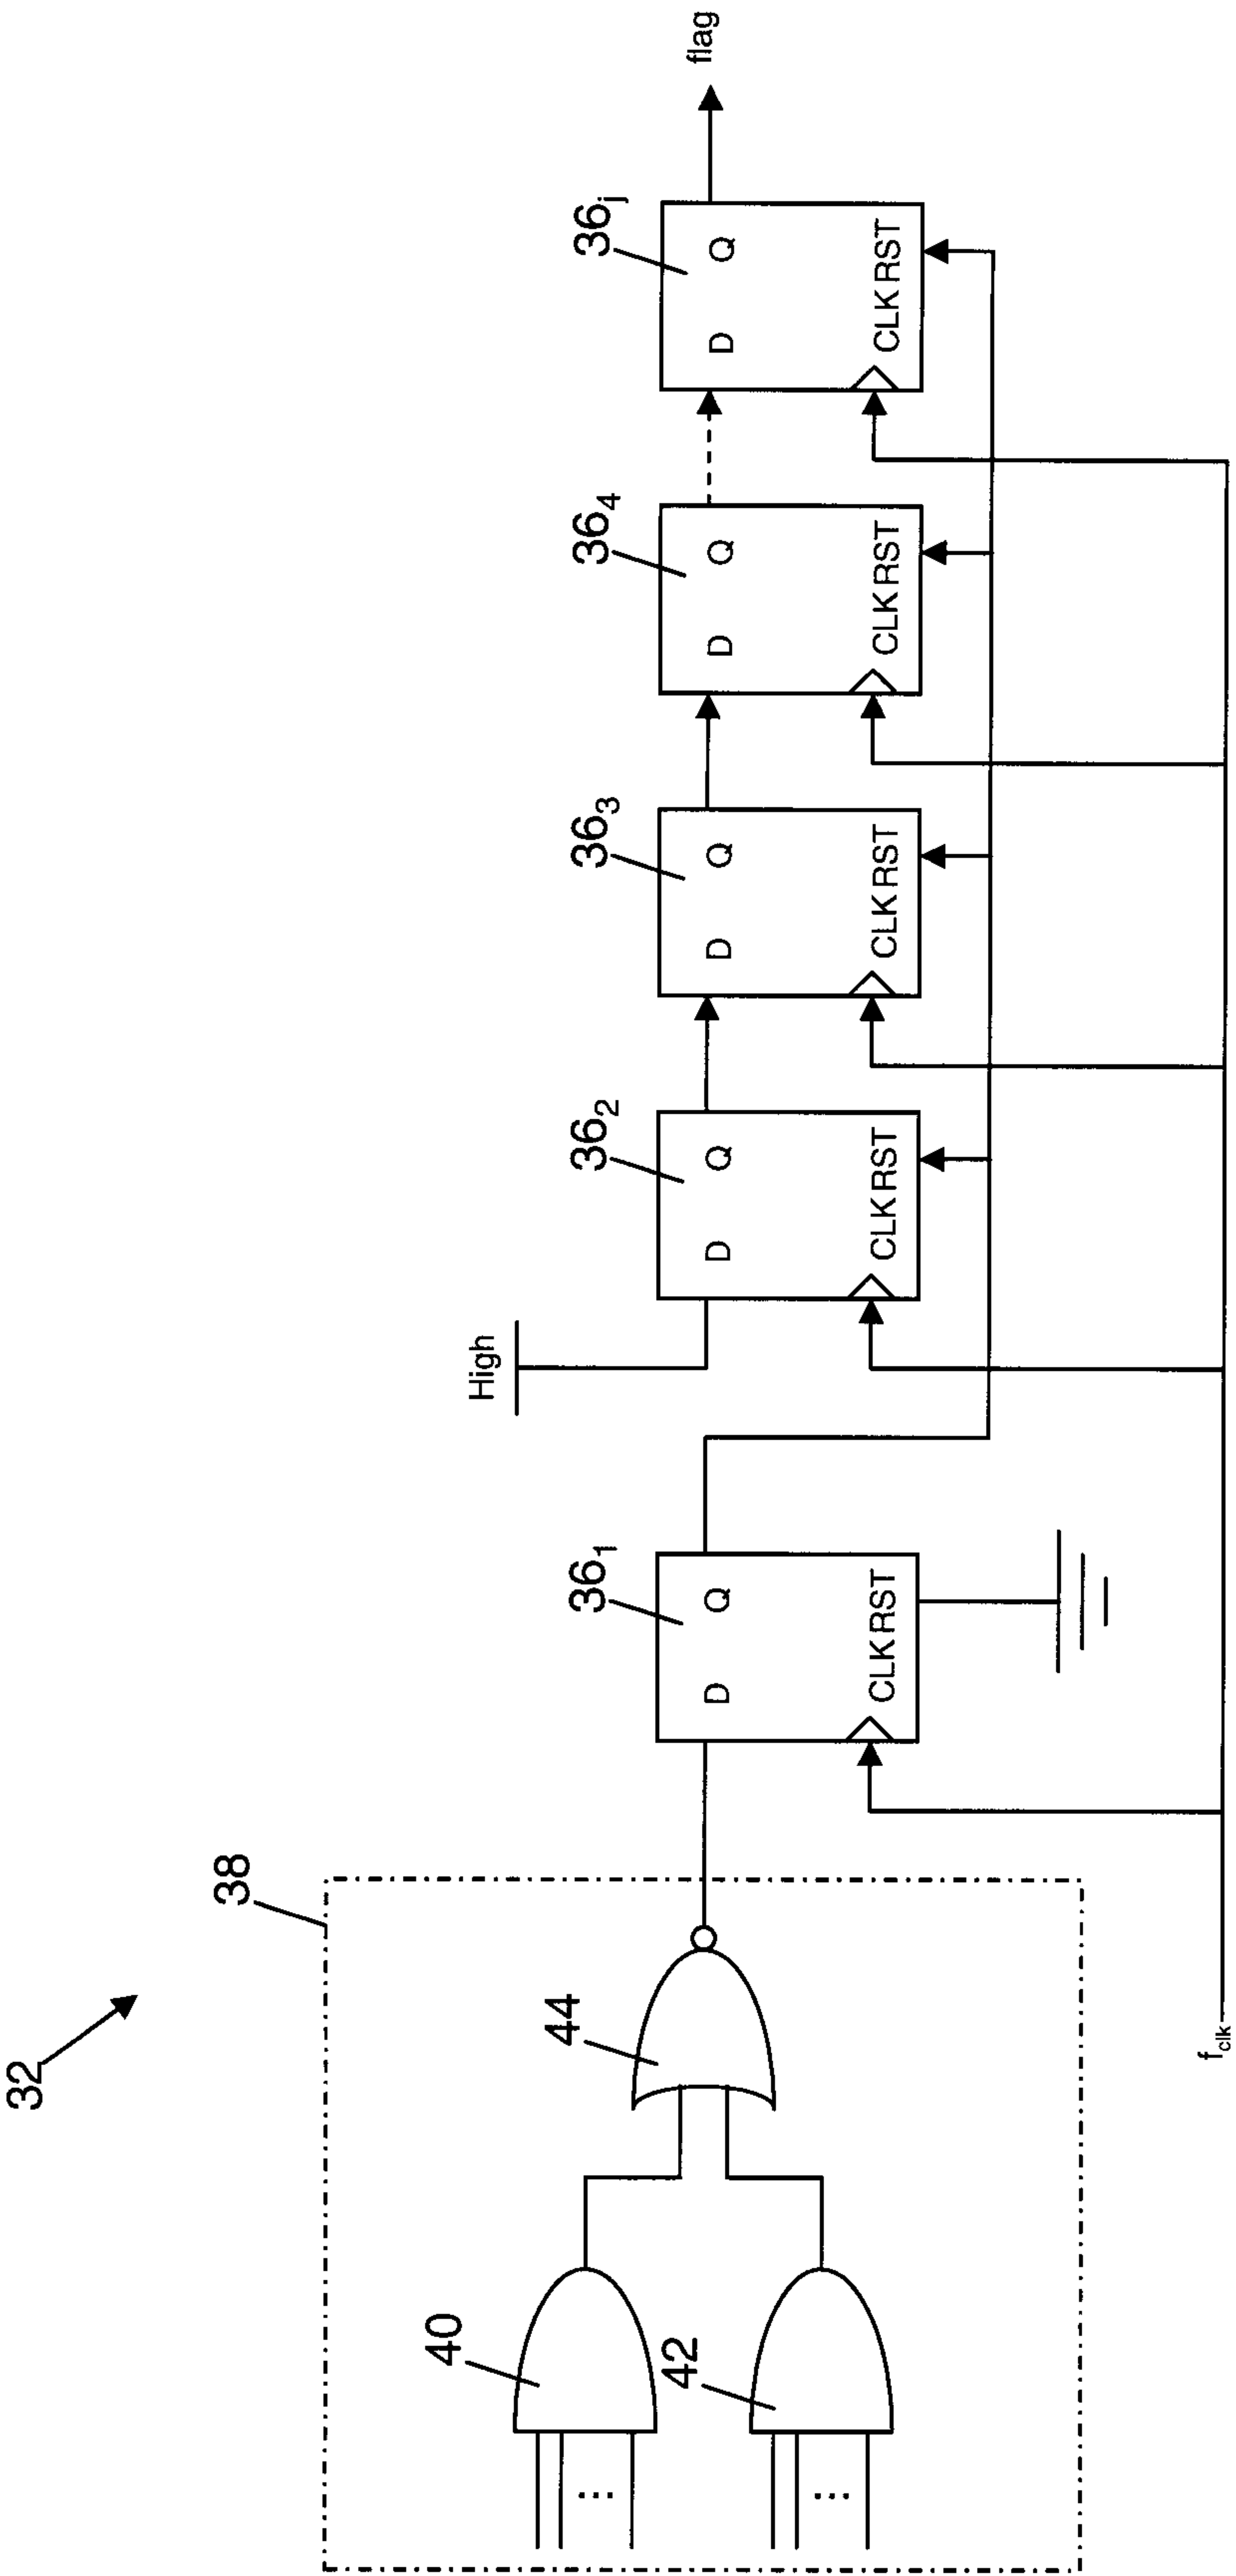 32
38
40
42
44
...
...
36₁
D Q
CLK RST
High
36₂
D Q
CLK RST
36₃
D Q
CLK RST
36₄
D Q
CLK RST
36ⱼ
D Q
CLK RST
flag
f_clk